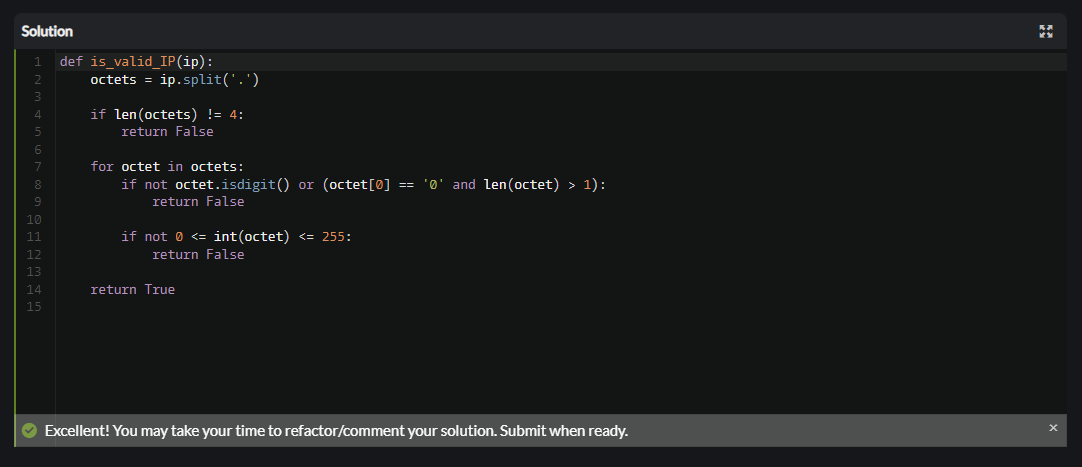 Solution
1 def is_valid_IP(ip):
2     octets = ip.split('.')
3
4     if len(octets) != 4:
5         return False
6
7     for octet in octets:
8         if not octet.isdigit() or (octet[0] == '0' and len(octet) > 1):
9             return False
10
11         if not 0 <= int(octet) <= 255:
12             return False
13
14     return True
15
Excellent! You may take your time to refactor/comment your solution. Submit when ready.